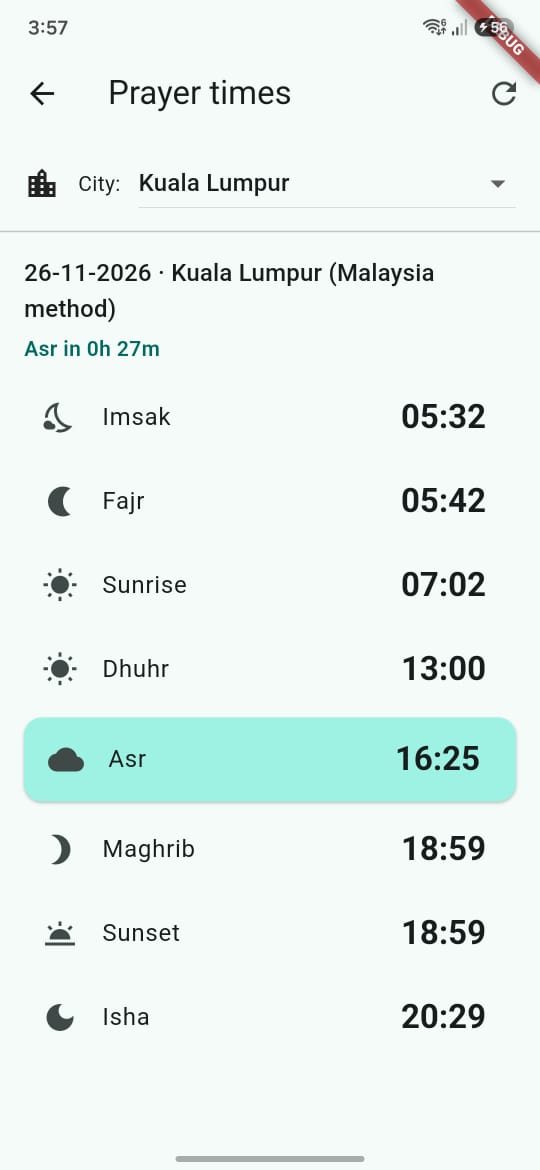 3:57
6
56
Prayer times
City: Kuala Lumpur
26-11-2026 · Kuala Lumpur (Malaysia
method)
Asr in 0h 27m
Imsak 05:32
Fajr 05:42
Sunrise 07:02
Dhuhr 13:00
Asr 16:25
Maghrib 18:59
Sunset 18:59
Isha 20:29